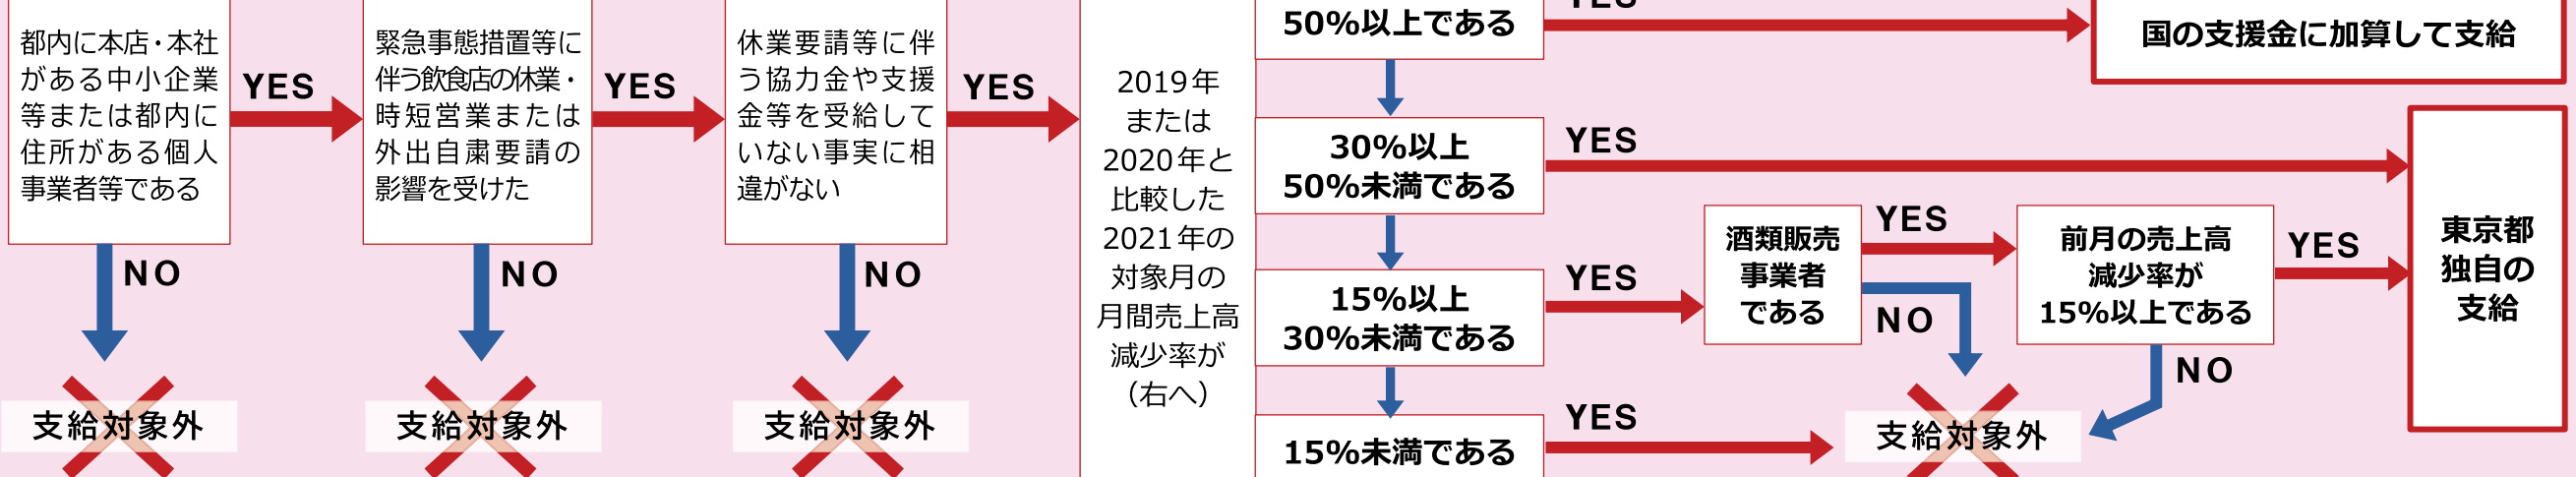 都内に本店・本社
がある中小企業
等または都内に
住所がある個人
事業者等である
YES
NO
支給対象外
緊急事態措置等に
伴う飲食店の休業・
時短営業または
外出自粛要請の
影響を受けた
YES
NO
支給対象外
休業要請等に伴
う協力金や支援
金等を受給して
いない事実に相
違がない
YES
NO
支給対象外
2019年
または
2020年と
比較した
2021年の
対象月の
月間売上高
減少率が
(右へ)
50%以上である
YES
国の支援金に加算して支給
30%以上
50%未満である
YES
15%以上
30%未満である
YES
酒類販売
事業者
である
YES
NO
前月の売上高
減少率が
15%以上である
YES
NO
東京都
独自の
支給
15%未満である
YES
支給対象外